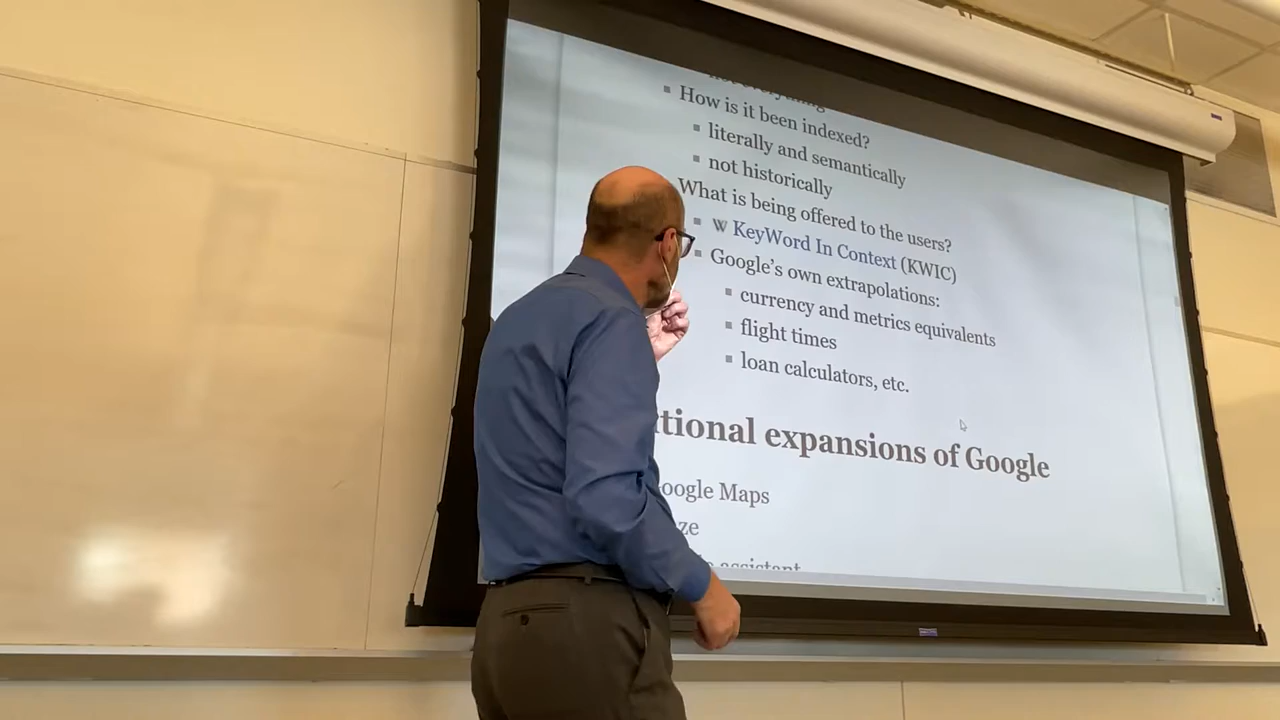 How is it been indexed?
literally and semantically
not historically
What is being offered to the users?
W KeyWord In Context (KWIC)
Google's own extrapolations:
currency and metrics equivalents
flight times
loan calculators, etc.
expansions of Google
Maps
assistant